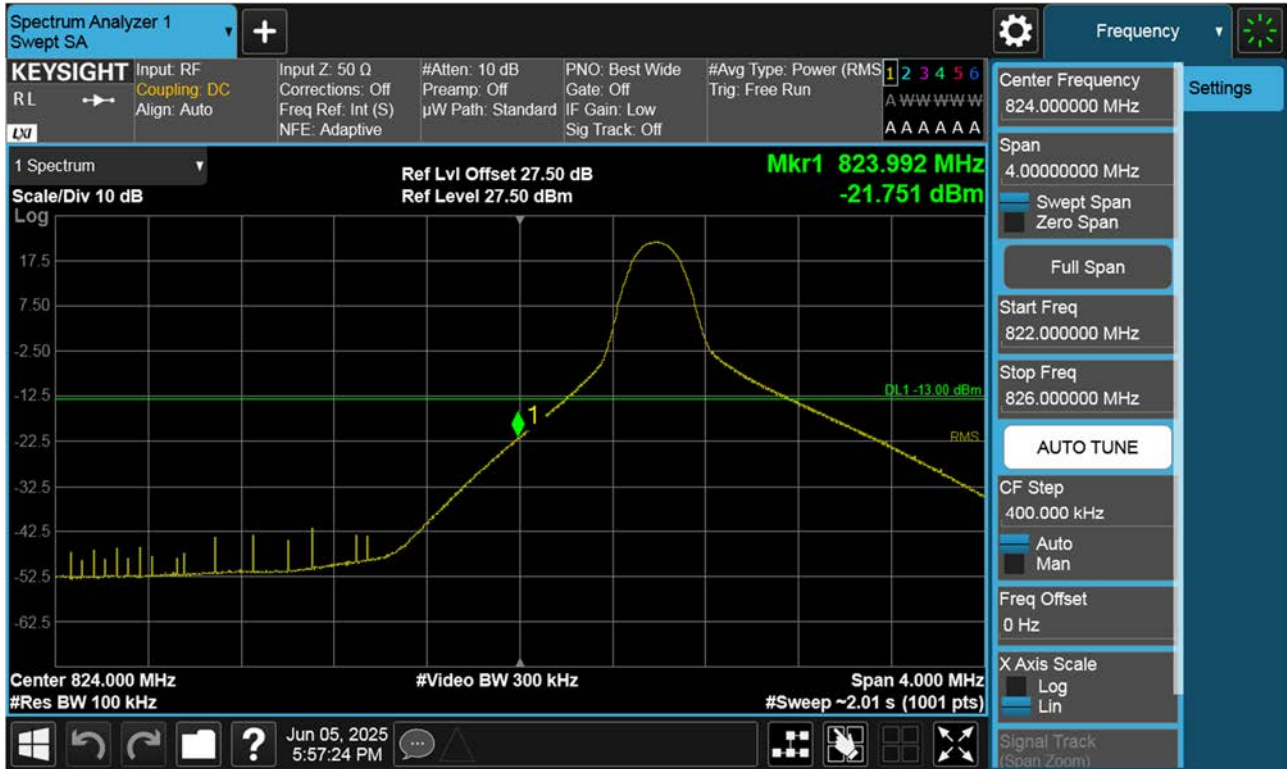 Spectrum Analyzer 1
Swept SA
+
Frequency
KEYSIGHT
RL
LXI
Input: RF
Coupling: DC
Align: Auto
Input Z: 50 Ω
Corrections: Off
Freq Ref: Int (S)
NFE: Adaptive
#Atten: 10 dB
Preamp: Off
µW Path: Standard
PNO: Best Wide
Gate: Off
IF Gain: Low
Sig Track: Off
#Avg Type: Power (RMS
Trig: Free Run
1 2 3 4 5 6
A W W W W W
A A A A A A
1 Spectrum
Scale/Div 10 dB
Log
Ref Lvl Offset 27.50 dB
Ref Level 27.50 dBm
Mkr1 823.992 MHz
-21.751 dBm
17.5
7.50
-2.50
-12.5
-22.5
-32.5
-42.5
-52.5
-62.5
DL1 -13.00 dBm
1
RMS
Center 824.000 MHz
#Res BW 100 kHz
#Video BW 300 kHz
Span 4.000 MHz
#Sweep ~2.01 s (1001 pts)
Center Frequency
824.000000 MHz
Settings
Span
4.00000000 MHz
Swept Span
Zero Span
Full Span
Start Freq
822.000000 MHz
Stop Freq
826.000000 MHz
AUTO TUNE
CF Step
400.000 kHz
Auto
Man
Freq Offset
0 Hz
X Axis Scale
Log
Lin
Signal Track
(Span Zoom)
?
Jun 05, 2025
5:57:24 PM